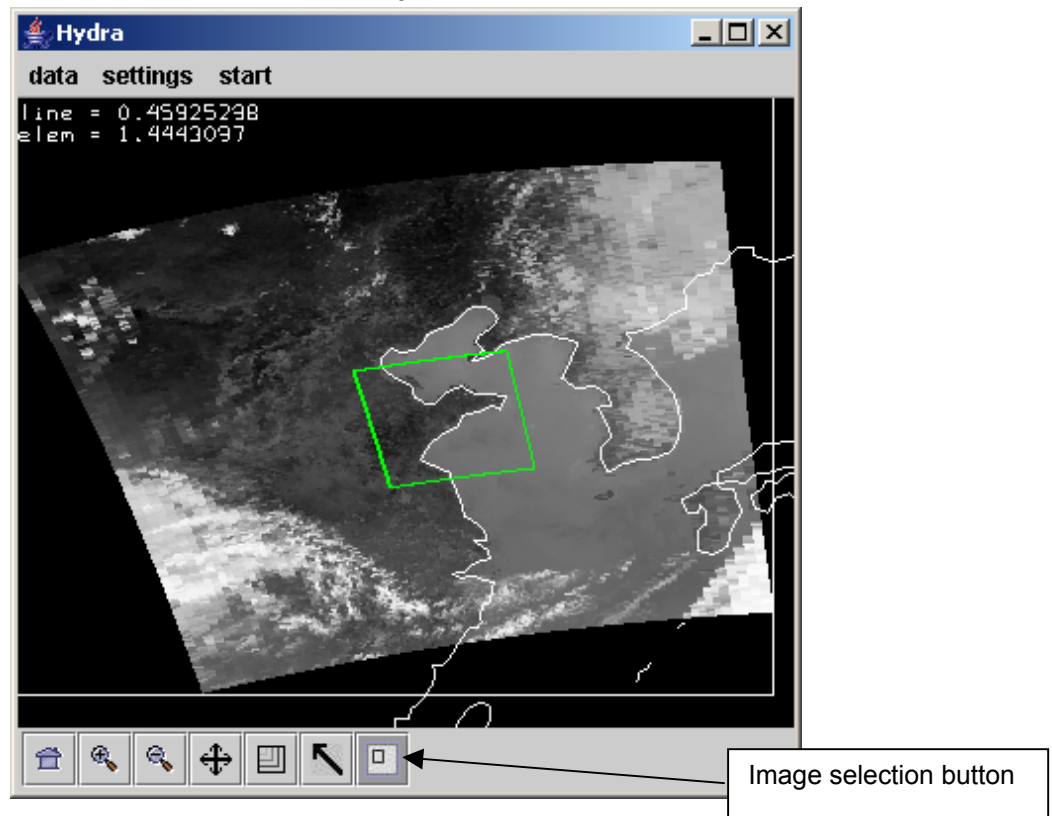 Hydra
data settings start
line = 0.45925298
elem = 1.4443097
Image selection button